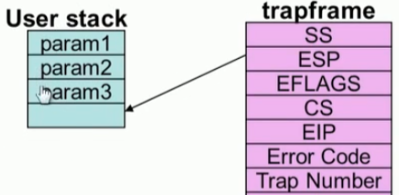 User stack
param1
param2
param3
trapframe
SS
ESP
EFLAGS
CS
EIP
Error Code
Trap Number